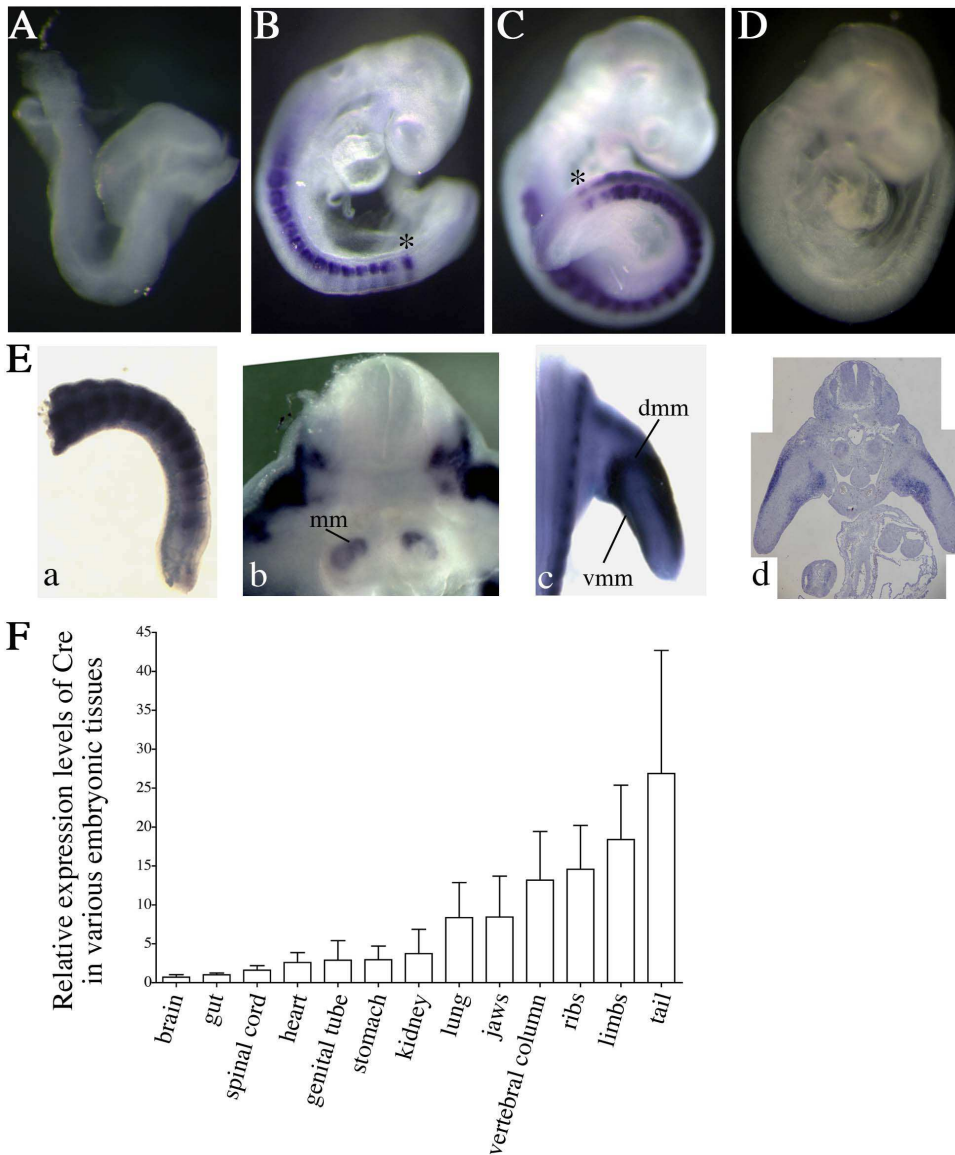 A B C D
*
*
E
a
mm
b
dmm
vmm
c
d
F
Relative expression levels of Cre
in various embryonic tissues
45
40
35
30
25
20
15
10
5
0
brain
gut
spinal cord
heart
genital tube
stomach
kidney
lung
jaws
vertebral column
ribs
limbs
tail